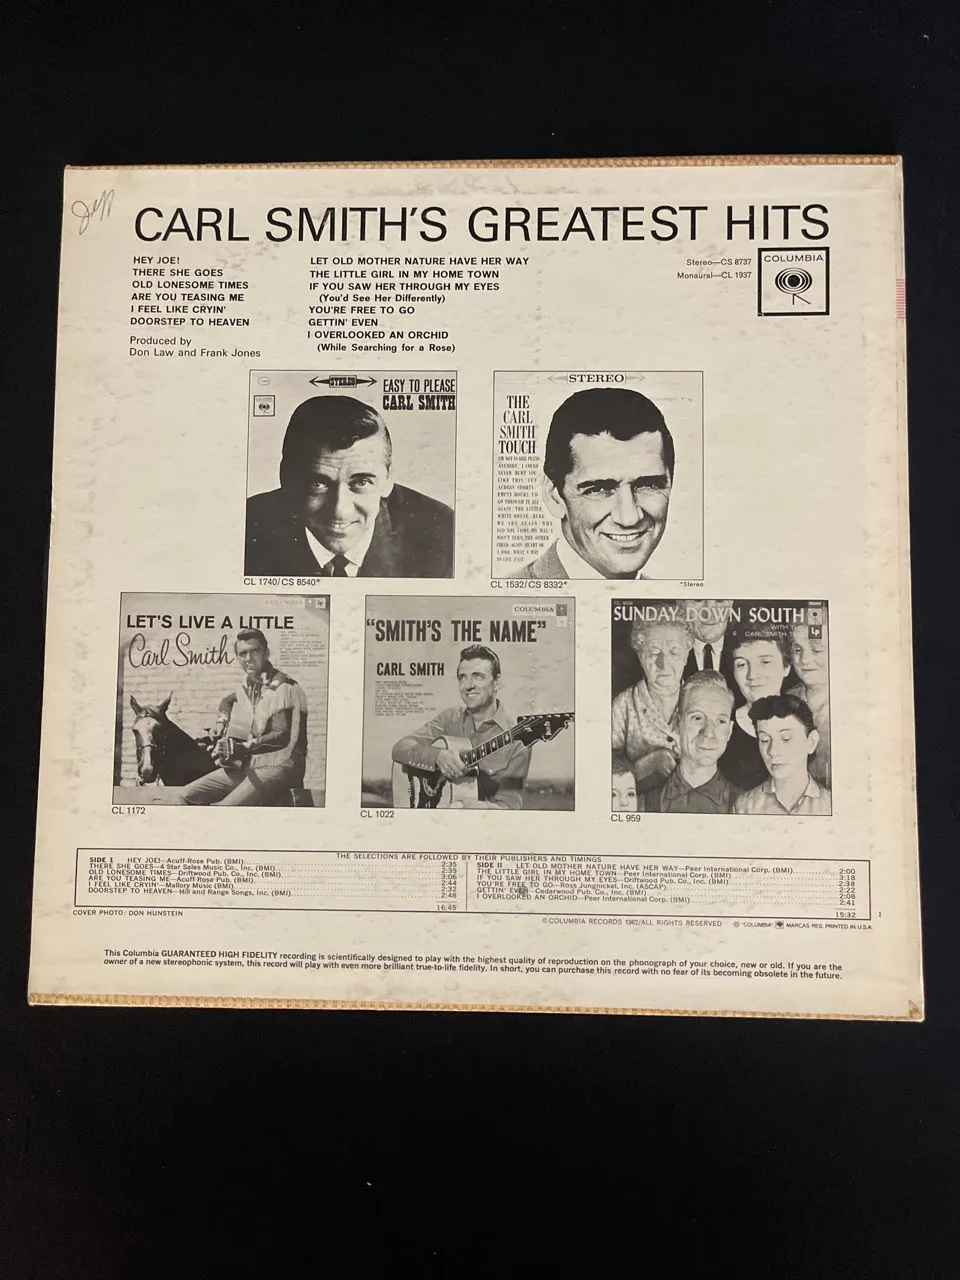 Jeff
CARL SMITH'S GREATEST HITS
HEY JOE!
THERE SHE GOES
OLD LONESOME TIMES
ARE YOU TEASING ME
I FEEL LIKE CRYIN'
DOORSTEP TO HEAVEN
Produced by
Don Law and Frank Jones
LET OLD MOTHER NATURE HAVE HER WAY
THE LITTLE GIRL IN MY HOME TOWN
IF YOU SAW HER THROUGH MY EYES
(You'd See Her Differently)
YOU'RE FREE TO GO
GETTIN' EVEN
I OVERLOOKED AN ORCHID
(While Searching for a Rose)
Stereo—CS 8737
Monaural—CL 1937
COLUMBIA
STEREO
EASY TO PLEASE
CARL SMITH
CL 1740/CS 8540*
STEREO
THE
CARL
SMITH
TOUCH
CL 1532/CS 8332*
*Stereo
COLUMBIA
LET'S LIVE A LITTLE
Carl Smith
CL 1172
COLUMBIA
"SMITH'S THE NAME"
CARL SMITH
CL 1022
SUNDAY DOWN SOUTH
CARL SMITH
Lp
CL 959
THE SELECTIONS ARE FOLLOWED BY THEIR PUBLISHERS AND TIMINGS
SIDE 1 HEY JOE!—Acuff-Rose Pub. (BMI) 2:35
THERE SHE GOES—4 Star Sales Music Co., Inc. (BMI) 2:35
OLD LONESOME TIMES—Driftwood Pub. Co., Inc. (BMI) 3:06
ARE YOU TEASING ME—Acuff-Rose Pub. (BMI) 2:44
I FEEL LIKE CRYIN'—Mallory Music (BMI) 2:32
DOORSTEP TO HEAVEN—Hill and Range Songs, Inc. (BMI) 2:48
16:45
SIDE II LET OLD MOTHER NATURE HAVE HER WAY—Peer International Corp. (BMI) 2:00
THE LITTLE GIRL IN MY HOME TOWN—Peer International Corp. (BMI) 3:18
IF YOU SAW HER THROUGH MY EYES—Driftwood Pub. Co., Inc. (BMI) 2:38
YOU'RE FREE TO GO—Ross Jungnickel, Inc. (ASCAP) 2:22
GETTIN' EVEN—Cedarwood Pub. Co., Inc. (BMI) 2:08
I OVERLOOKED AN ORCHID—Peer International Corp. (BMI) 2:41
15:32
1
COVER PHOTO: DON HUNSTEIN
© COLUMBIA RECORDS 1962/ALL RIGHTS RESERVED ℗ "COLUMBIA", MARCAS REG. PRINTED IN U.S.A.
This Columbia GUARANTEED HIGH FIDELITY recording is scientifically designed to play with the highest quality of reproduction on the phonograph of your choice, new or old. If you are the
owner of a new stereophonic system, this record will play with even more brilliant true-to-life fidelity. In short, you can purchase this record with no fear of its becoming obsolete in the future.